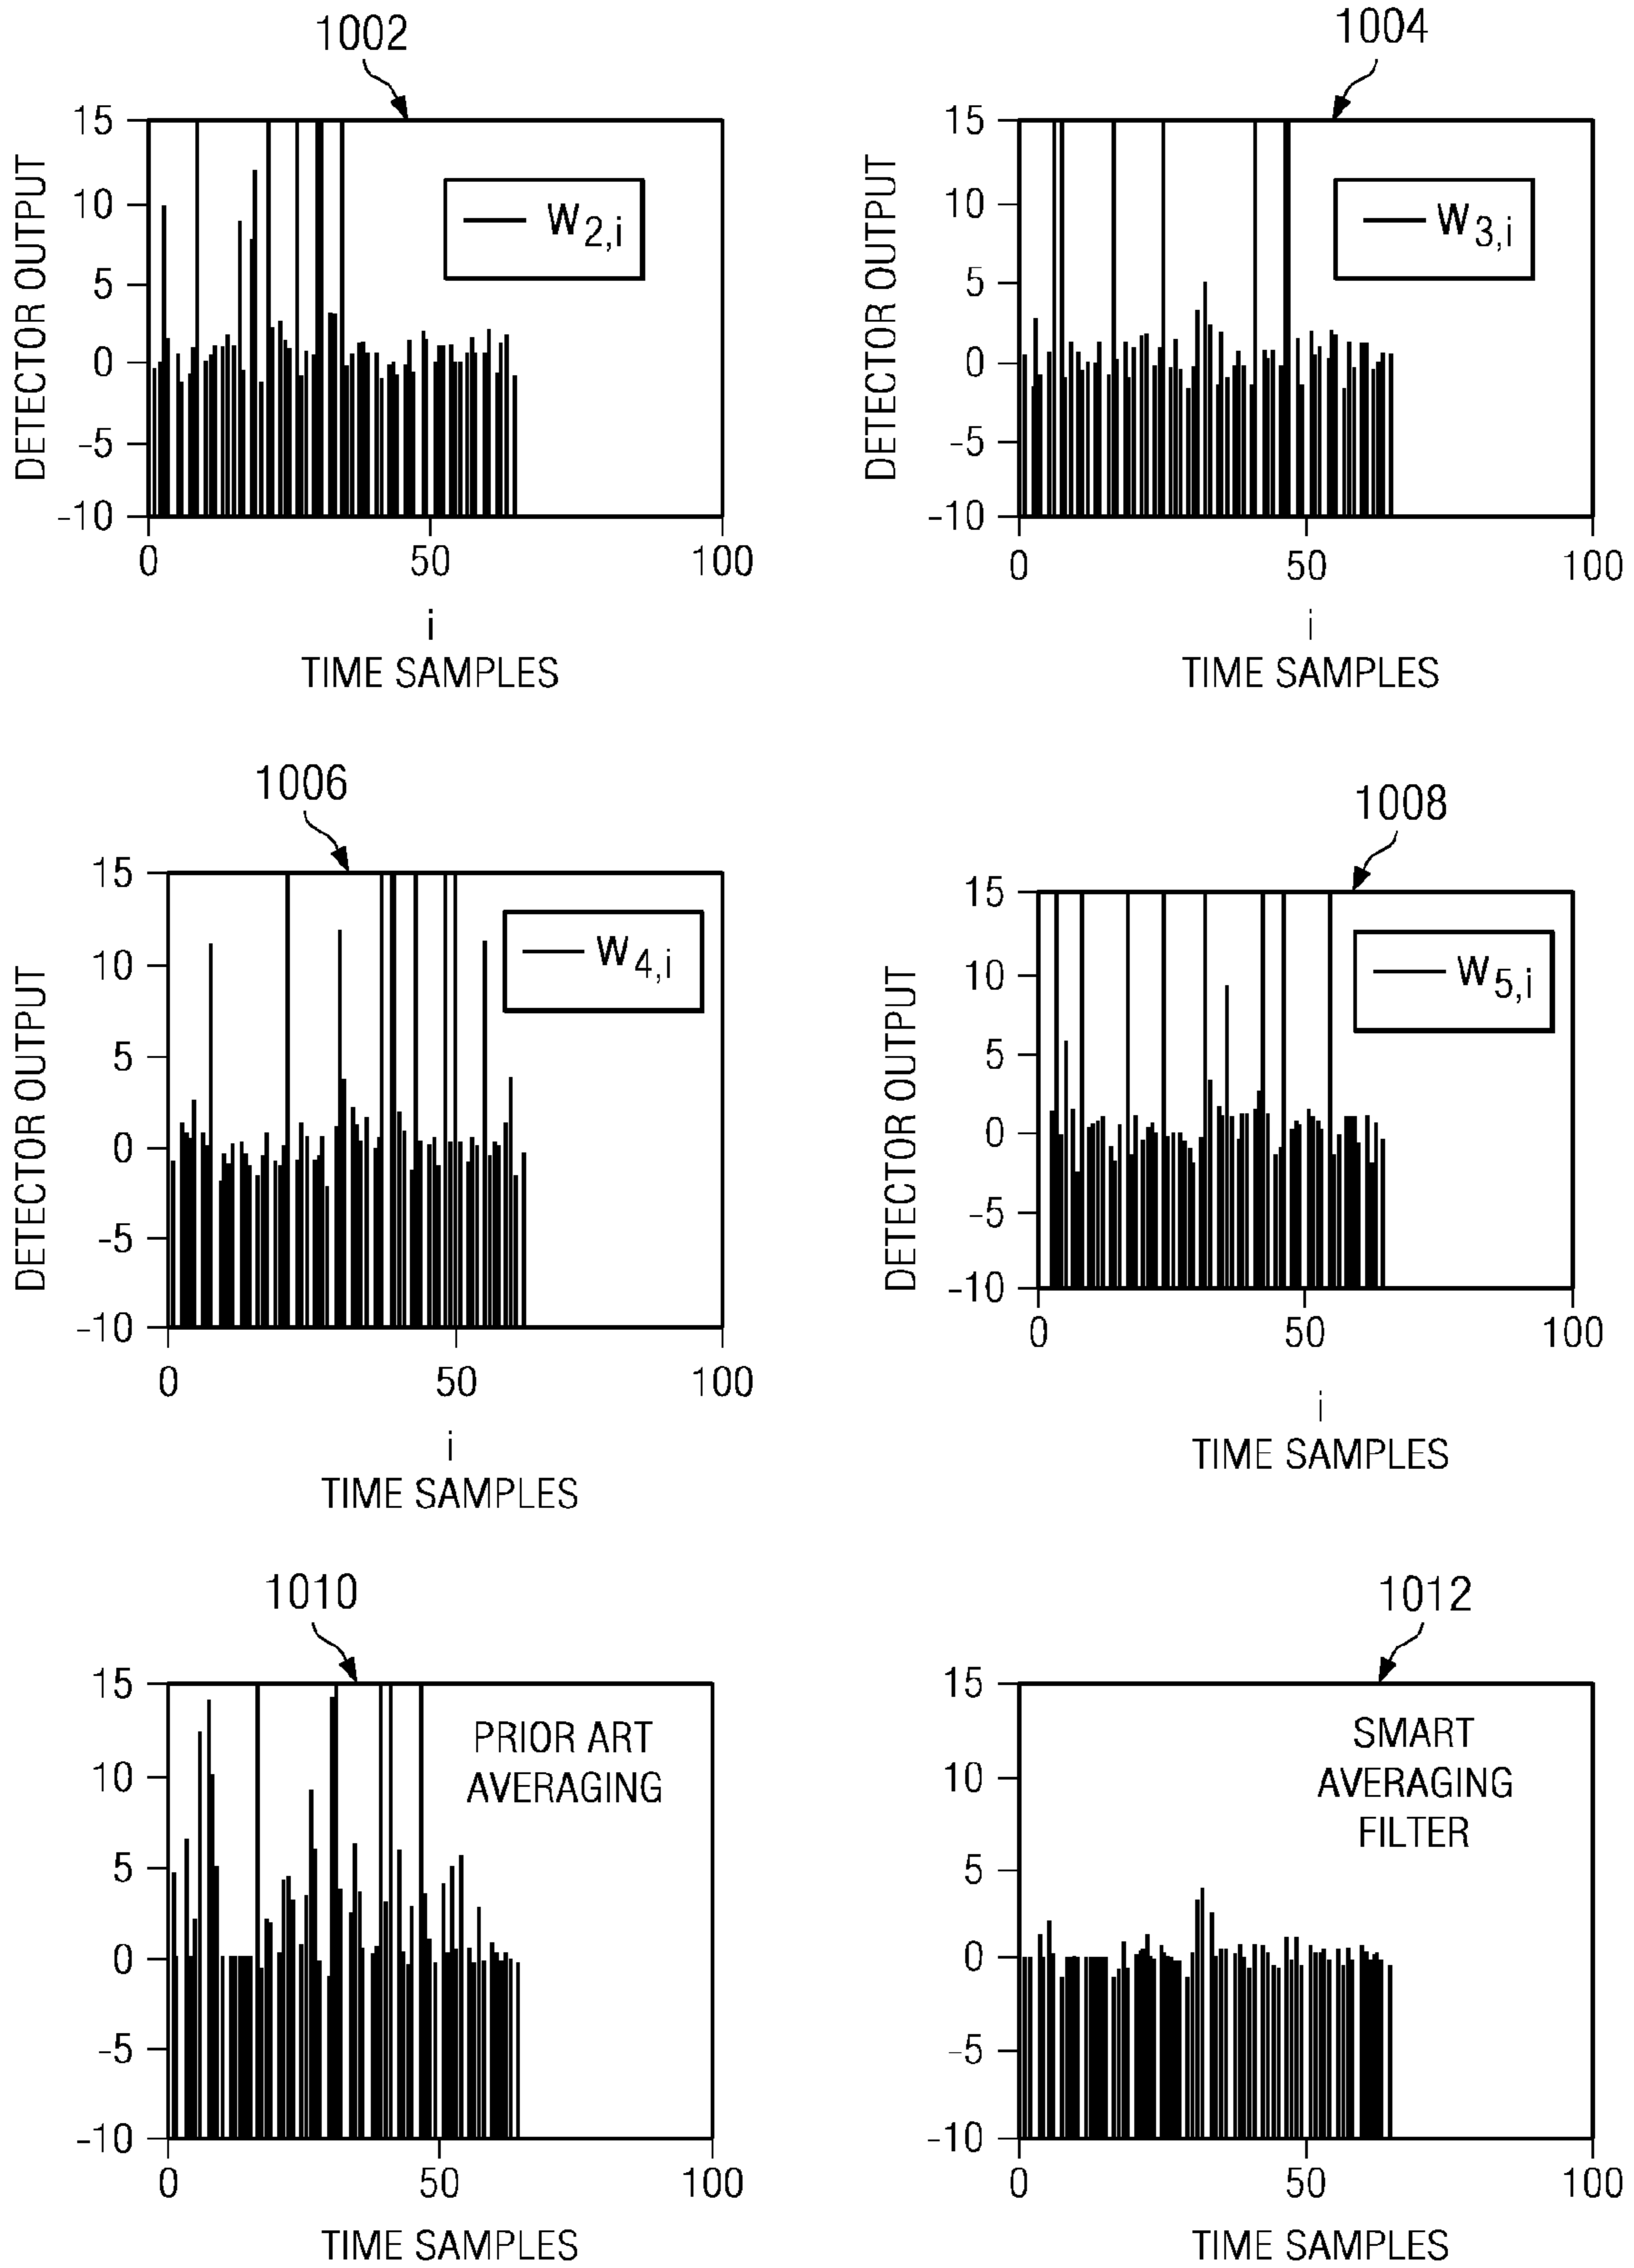 1002
DETECTOR OUTPUT
15
10
5
0
-5
-10
W2,i
0 50 100
i
TIME SAMPLES
1004
DETECTOR OUTPUT
15
10
5
0
-5
-10
W3,i
0 50 100
i
TIME SAMPLES
1006
DETECTOR OUTPUT
15
10
5
0
-5
-10
W4,i
0 50 100
i
TIME SAMPLES
1008
DETECTOR OUTPUT
15
10
5
0
-5
-10
W5,i
0 50 100
i
TIME SAMPLES
1010
15
10
5
0
-5
-10
PRIOR ART
AVERAGING
0 50 100
TIME SAMPLES
1012
15
10
5
0
-5
-10
SMART
AVERAGING
FILTER
0 50 100
TIME SAMPLES